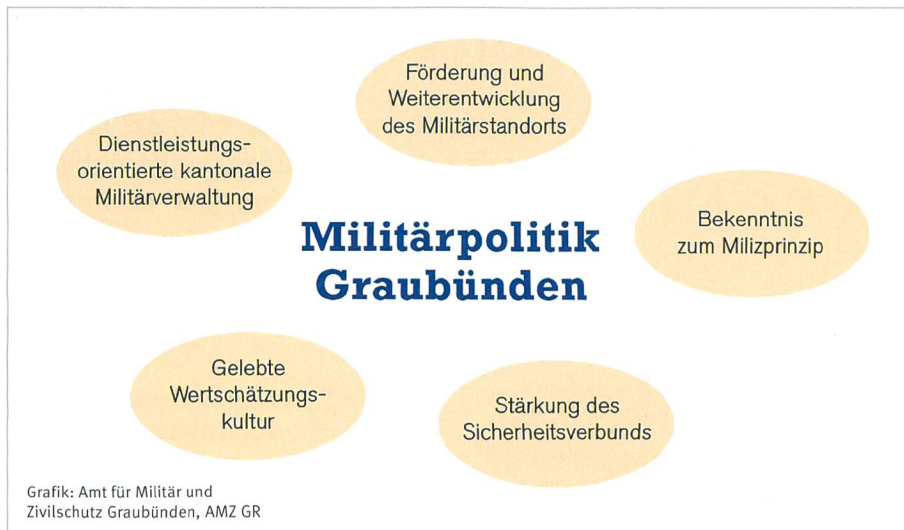 Förderung und
Weiterentwicklung
des Militärstandorts
Dienstleistungs-
orientierte kantonale
Militärverwaltung
Bekenntnis
zum Milizprinzip
Militärpolitik
Graubünden
Gelebte
Wertschätzungs-
kultur
Stärkung des
Sicherheitsverbunds
Grafik: Amt für Militär und
Zivilschutz Graubünden, AMZ GR